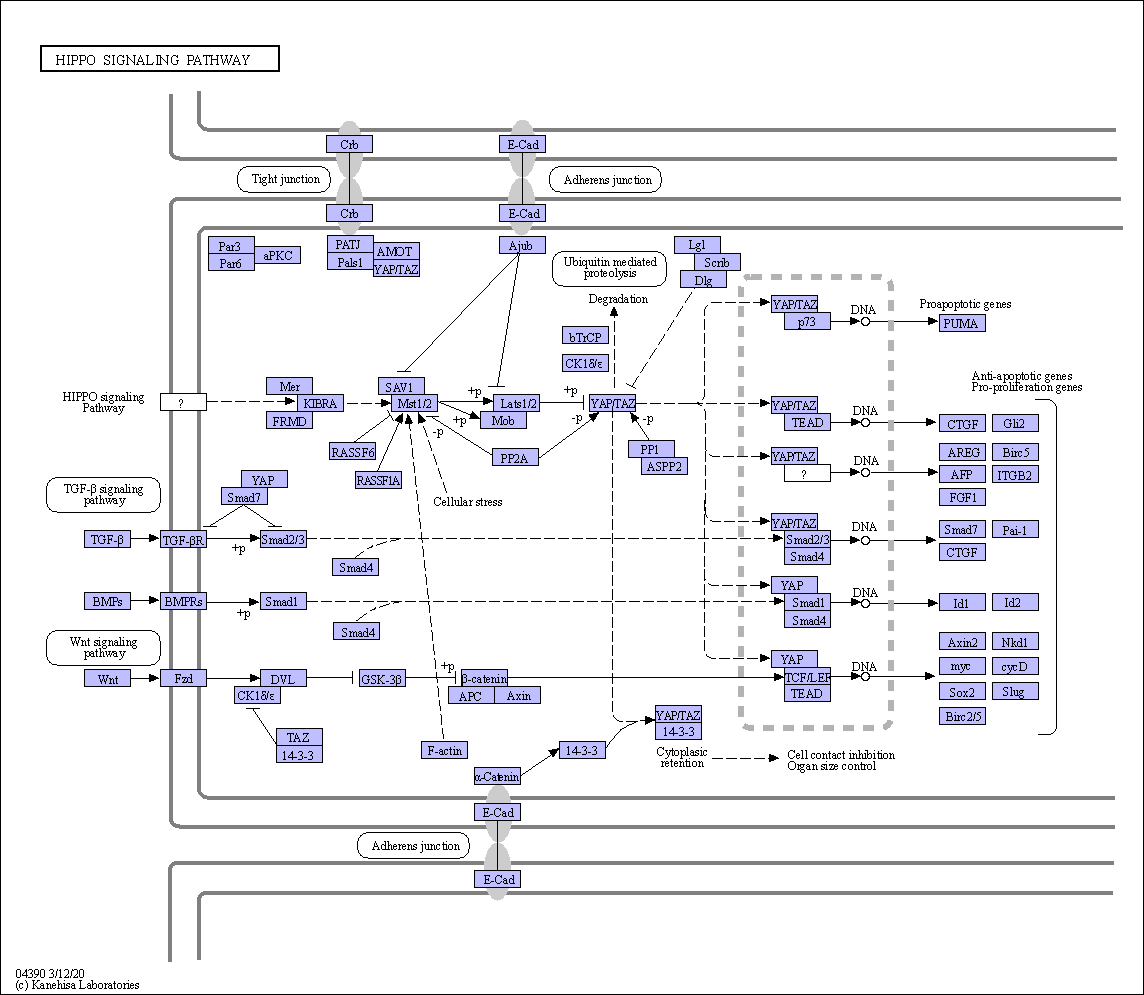 HIPPO SIGNALING PATHWAY
Crb
E-Cad
Tight junction
Adherens junction
Crb
E-Cad
Par3
Par6
aPKC
PATJ
Pals1
AMOT
YAP/TAZ
Ajub
Ubiquitin mediated
proteolysis
Lgl
Scrib
Dlg
Degradation
bTrCP
CK1δ/ε
YAP/TAZ
p73
DNA
Proapoptotic genes
PUMA
HIPPO signaling
Pathway
?
Mer
KIBRA
FRMD
SAV1
Mst1/2
+p
+p
-p
Lats1/2
Mob
+p
-p
YAP/TAZ
-p
RASSF6
RASSF1A
PP2A
PP1
ASPP2
Cellular stress
YAP/TAZ
TEAD
DNA
Anti-apoptotic genes
Pro-proliferation genes
CTGF
Gli2
YAP/TAZ
?
DNA
AREG
Birc5
AFP
ITGB2
FGF1
TGF-β signaling
pathway
YAP
Smad7
TGF-β
TGF-βR
+p
Smad2/3
Smad4
YAP/TAZ
Smad2/3
Smad4
DNA
Smad7
Pai-1
CTGF
BMPs
BMPRs
+p
Smad1
Smad4
YAP
Smad1
Smad4
DNA
Id1
Id2
Wnt signaling
pathway
Wnt
Fzd
DVL
CK1δ/ε
GSK-3β
+p
β-catenin
APC
Axin
YAP
TCF/LEF
TEAD
DNA
Axin2
Nkd1
myc
cycD
Sox2
Slug
Birc2/5
TAZ
14-3-3
F-actin
14-3-3
YAP/TAZ
14-3-3
Cytoplasic
retention
Cell contact inhibition
Organ size control
α-Catenin
E-Cad
Adherens junction
E-Cad
04390 3/12/20
(c) Kanehisa Laboratories